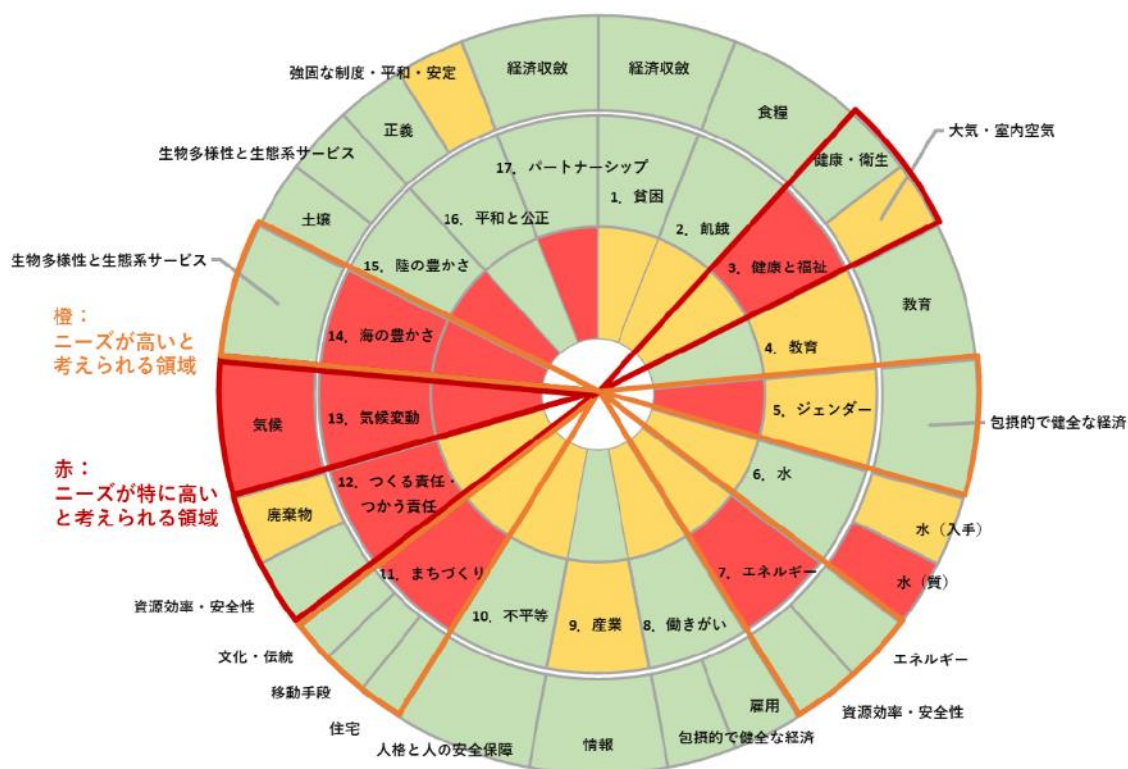 経済収斂
経済収斂
強固な制度・平和・安定
食糧
正義
大気・室内空気
生物多様性と生態系サービス
健康・衛生
17. パートナーシップ
1. 貧困
土壌
16. 平和と公正
2. 飢餓
生物多様性と生態系サービス
15. 陸の豊かさ
3. 健康と福祉
教育
橙:
ニーズが高いと
考えられる領域
14. 海の豊かさ
4. 教育
気候
13. 気候変動
5. ジェンダー
包摂的で健全な経済
赤:
ニーズが特に高い
と考えられる領域
12. つくる責任・
つかう責任
6. 水
廃棄物
水（入手）
11. まちづくり
7. エネルギー
水（質）
資源効率・安全性
10. 不平等
9. 産業
8. 働きがい
文化・伝統
エネルギー
移動手段
雇用
資源効率・安全性
住宅
人格と人の安全保障
情報
包摂的で健全な経済